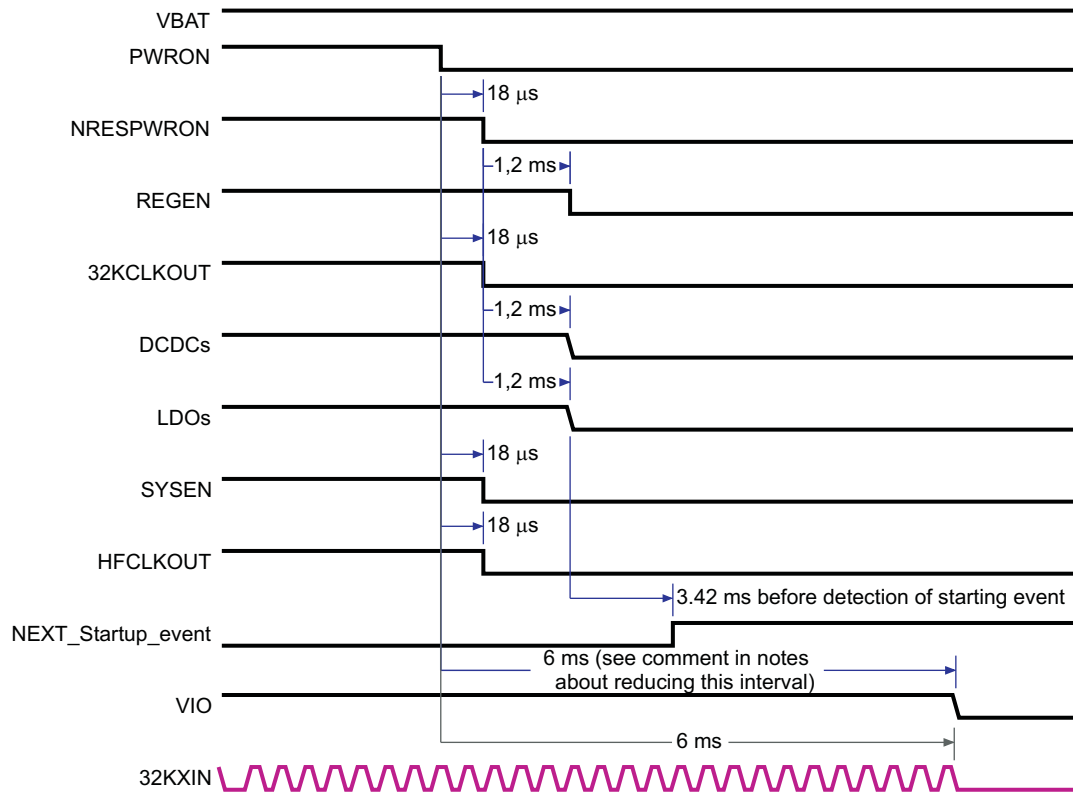 VBAT
PWRON
18 μs
NRESPWRON
1,2 ms
REGEN
18 μs
32KCLKOUT
1,2 ms
DCDCs
1,2 ms
LDOs
18 μs
SYSEN
18 μs
HFCLKOUT
3.42 ms before detection of starting event
NEXT_Startup_event
6 ms (see comment in notes
about reducing this interval)
VIO
6 ms
32KXIN